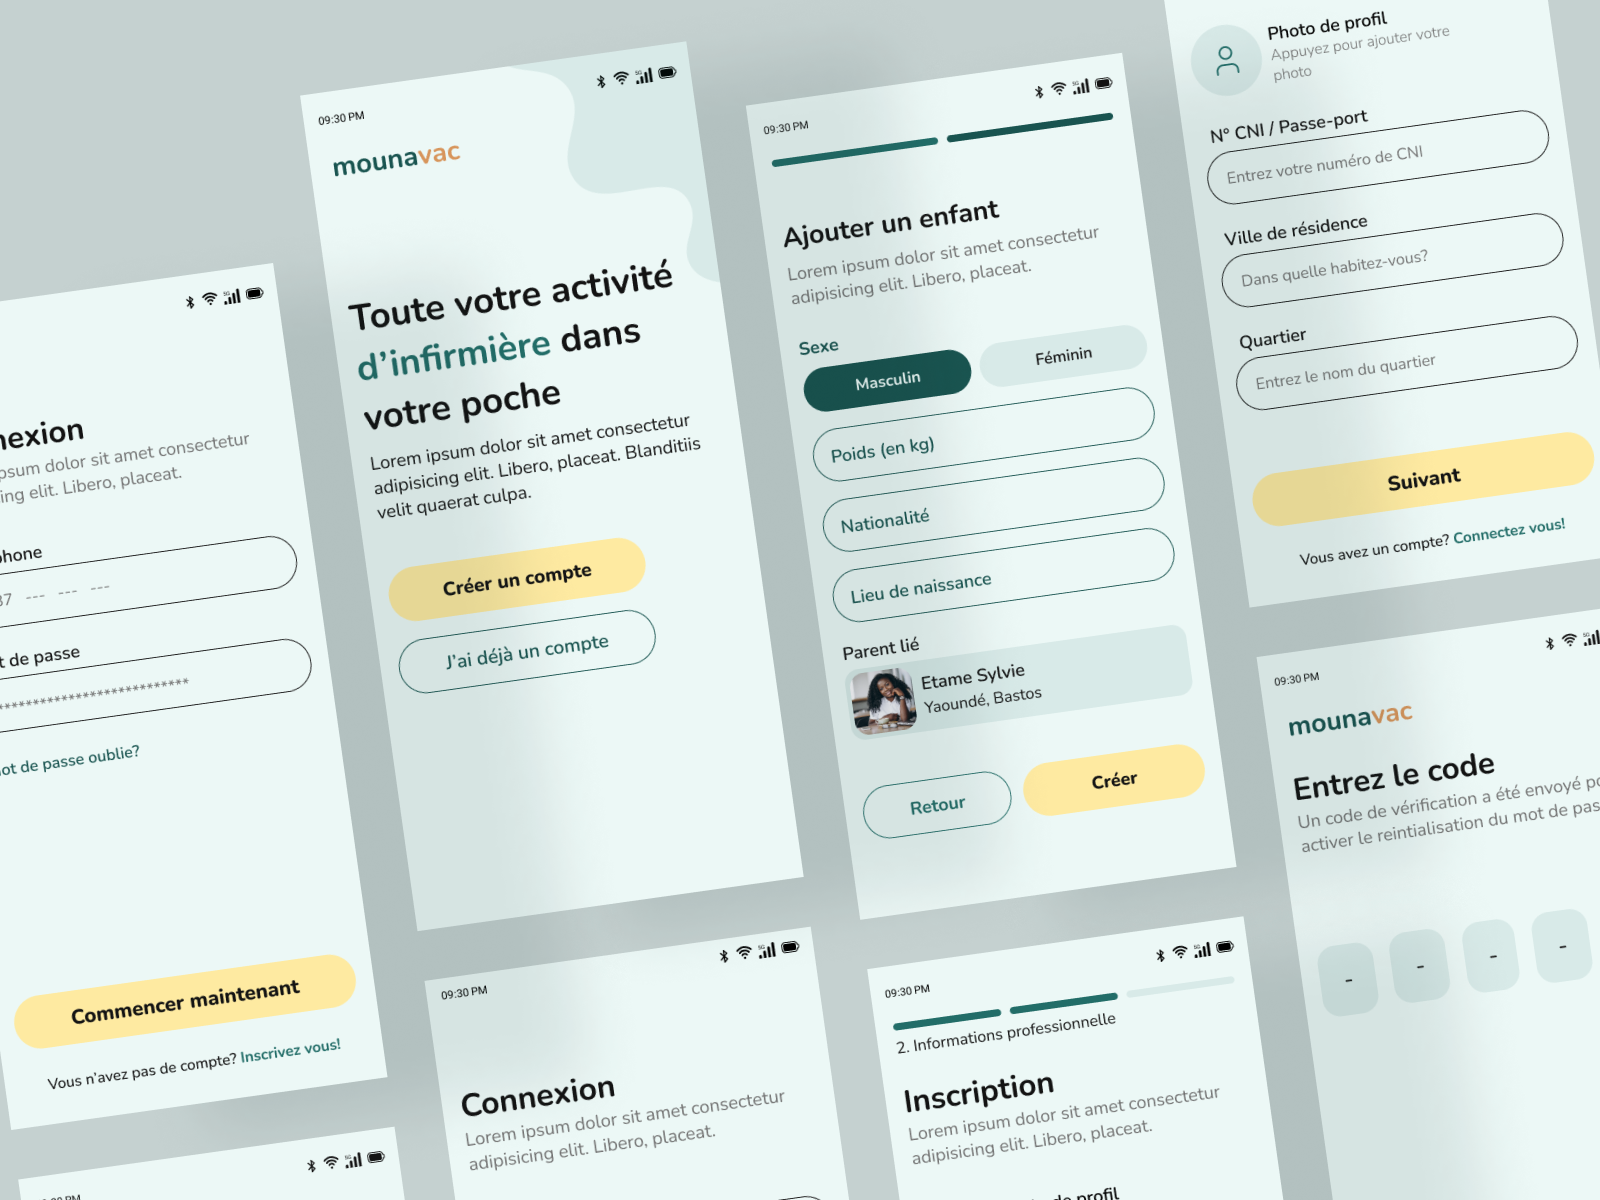 nexion
psum dolor sit amet consectetur
ing elit. Libero, placeat.
phone
37 --- --- ---
t de passe
****************************
ot de passe oublie?
Commencer maintenant
Vous n’avez pas de compte? Inscrivez vous!
09:30 PM
5G
mounavac
Toute votre activité
d’infirmière dans
votre poche
Lorem ipsum dolor sit amet consectetur
adipisicing elit. Libero, placeat. Blanditiis
velit quaerat culpa.
Créer un compte
J’ai déjà un compte
09:30 PM
5G
Ajouter un enfant
Lorem ipsum dolor sit amet consectetur
adipisicing elit. Libero, placeat.
Sexe
Masculin
Féminin
Poids (en kg)
Nationalité
Lieu de naissance
Parent lié
Etame Sylvie
Yaoundé, Bastos
Retour
Créer
Photo de profil
Appuyez pour ajouter votre
photo
N° CNI / Passe-port
Entrez votre numéro de CNI
Ville de résidence
Dans quelle habitez-vous?
Quartier
Entrez le nom du quartier
Suivant
Vous avez un compte? Connectez vous!
09:30 PM
5G
mounavac
Entrez le code
Un code de vérification a été envoyé po
activer le reintialisation du mot de pas
- - - -
09:30 PM
5G
Connexion
Lorem ipsum dolor sit amet consectetur
adipisicing elit. Libero, placeat.
09:30 PM
5G
2. Informations professionnelle
Inscription
Lorem ipsum dolor sit amet consectetur
adipisicing elit. Libero, placeat.
de profil